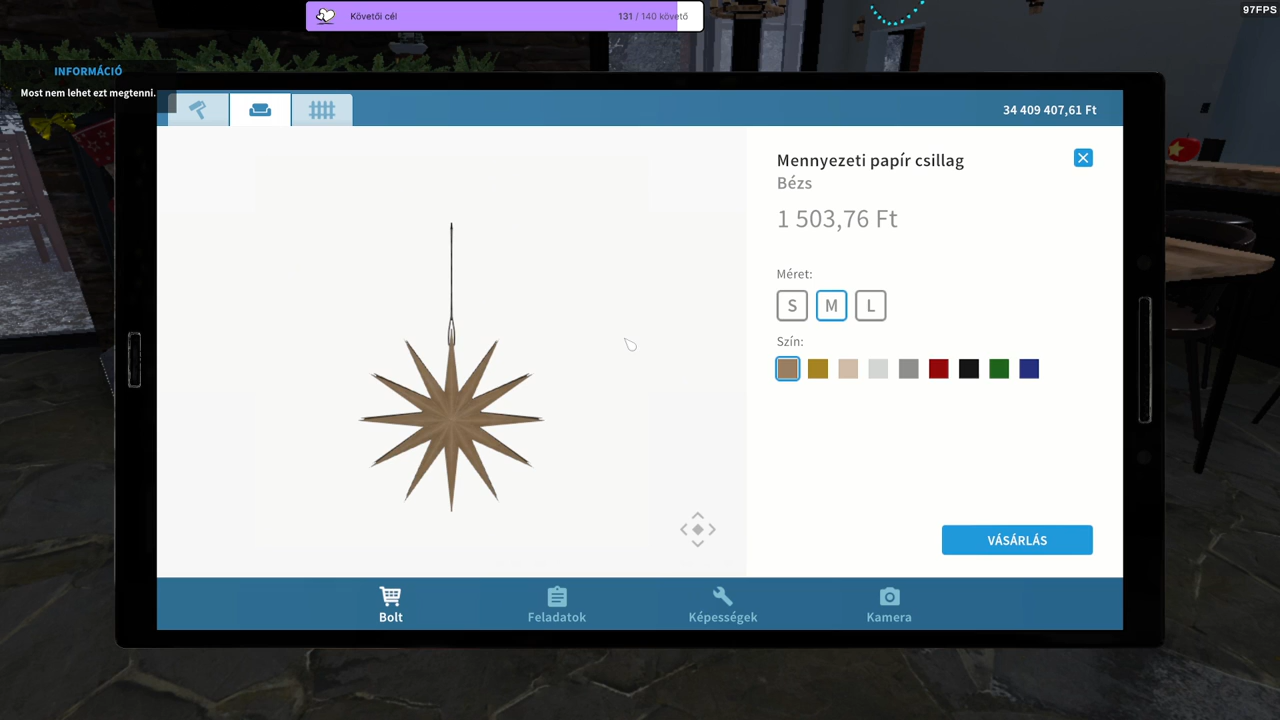 Követői cél
131 / 140 követő
97FPS
INFORMÁCIÓ
Most nem lehet ezt megtenni.
34 409 407,61 Ft
Mennyezeti papír csillag
Bézs
1 503,76 Ft
Méret:
S M L
Szín:
VÁSÁRLÁS
Bolt Feladatok Képességek Kamera